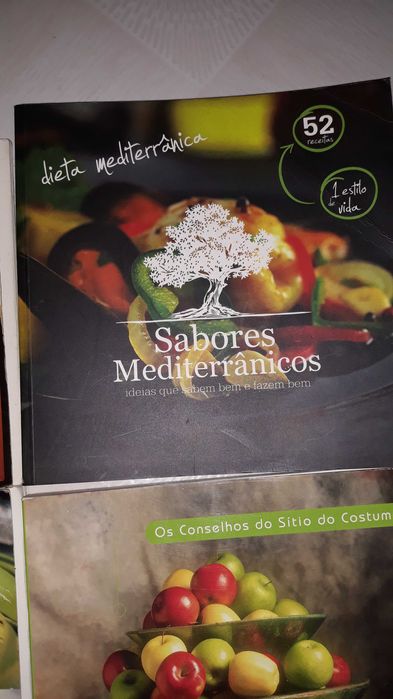 dieta mediterrânica
52
receitas
1 estilo
de
vida
Sabores
Mediterrânicos
ideias que sabem bem e fazem bem
Os Conselhos do Sítio do Costum